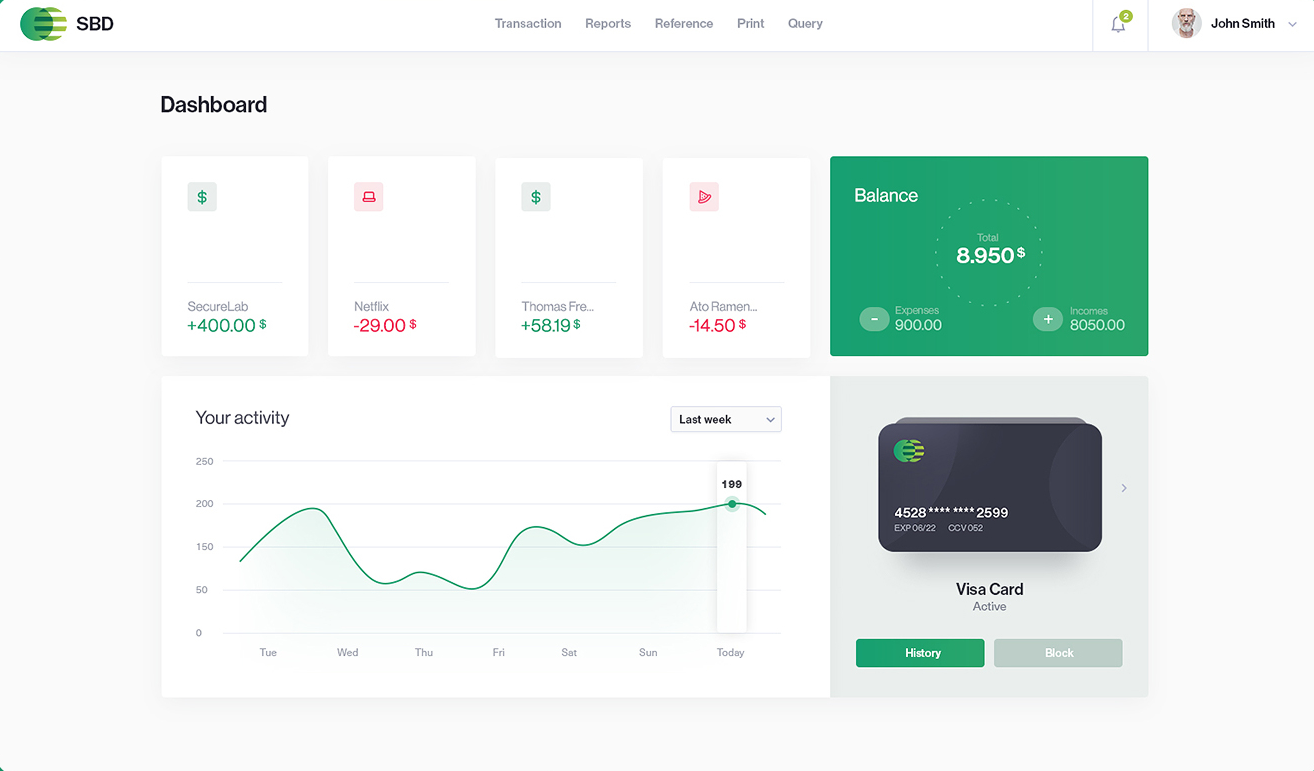 SBD
Transaction Reports Reference Print Query
2
John Smith
Dashboard
$
$
SecureLab
+400.00 $
Netflix
-29.00 $
Thomas Fre...
+58.19 $
Ato Ramen...
-14.50 $
Balance
Total
8.950 $
-
Expenses
900.00
+
Incomes
8050.00
Your activity
Last week
250
200
150
50
0
199
Tue Wed Thu Fri Sat Sun Today
4528 **** **** 2599
EXP 06/22 CCV 052
Visa Card
Active
History
Block